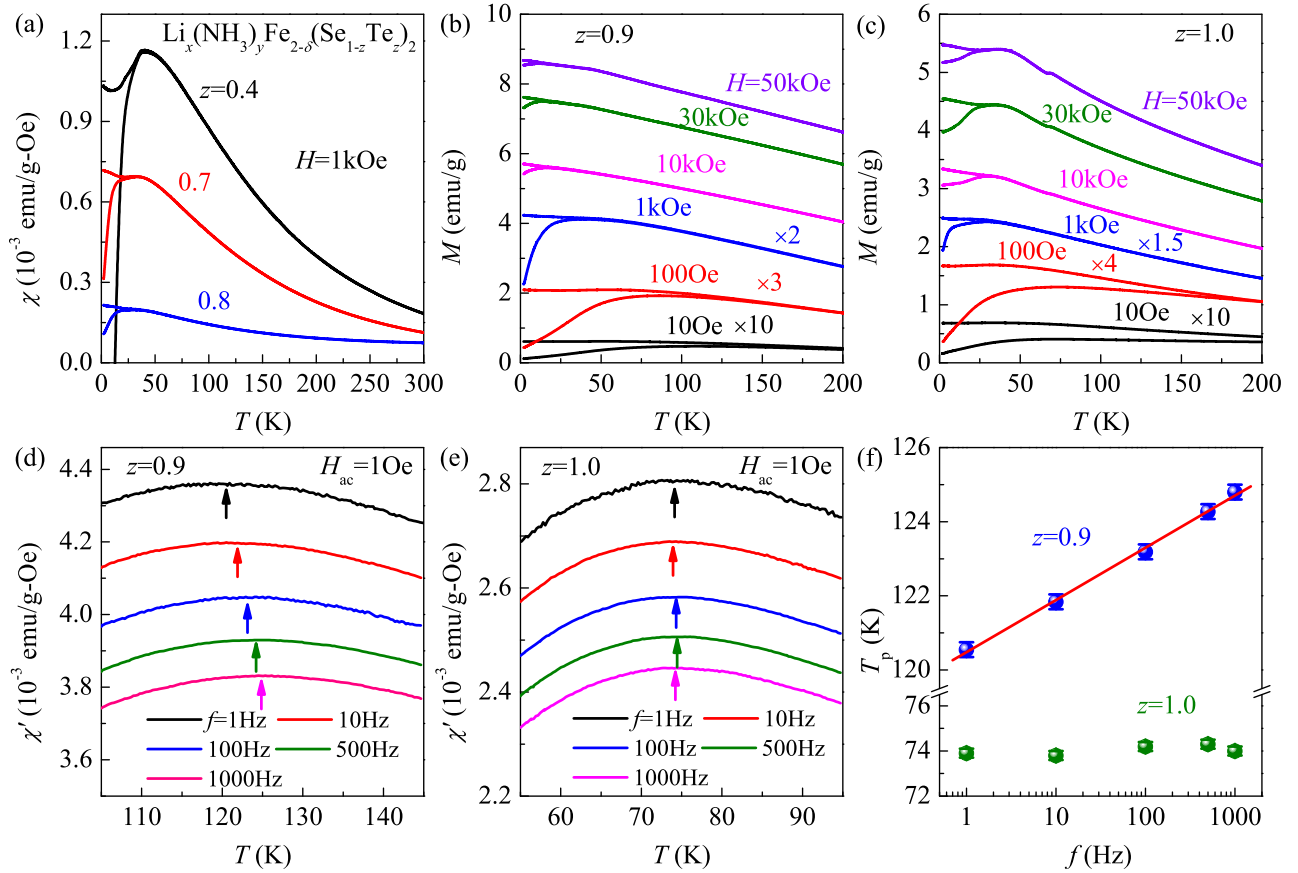 (a)
Liₓ(NH₃)ᵧFe₂₋δ(Se₁₋zTez)₂
z=0.4
H=1kOe
0.7
0.8
1.2
0.9
0.6
0.3
0.0
χ (10⁻³ emu/g-Oe)
0 50 100 150 200 250 300
T (K)
(b)
z=0.9
H=50kOe
30kOe
10kOe
1kOe
×2
100Oe
×3
10Oe ×10
10
8
6
4
2
0
M (emu/g)
0 50 100 150 200
T (K)
(c)
z=1.0
H=50kOe
30kOe
10kOe
1kOe
×1.5
100Oe
×4
10Oe ×10
6
5
4
3
2
1
0
M (emu/g)
0 50 100 150 200
T (K)
(d)
z=0.9 Hac=1Oe
4.4
4.2
4.0
3.8
3.6
χ′ (10⁻³ emu/g-Oe)
f=1Hz 10Hz
100Hz 500Hz
1000Hz
110 120 130 140
T (K)
(e)
z=1.0 Hac=1Oe
2.8
2.6
2.4
2.2
χ′ (10⁻³ emu/g-Oe)
f=1Hz 10Hz
100Hz 500Hz
1000Hz
55 60 65 70 75 80 85 90 95
T (K)
(f)
126
124
122
120
76
74
72
Tp (K)
z=0.9
z=1.0
1 10 100 1000
f (Hz)